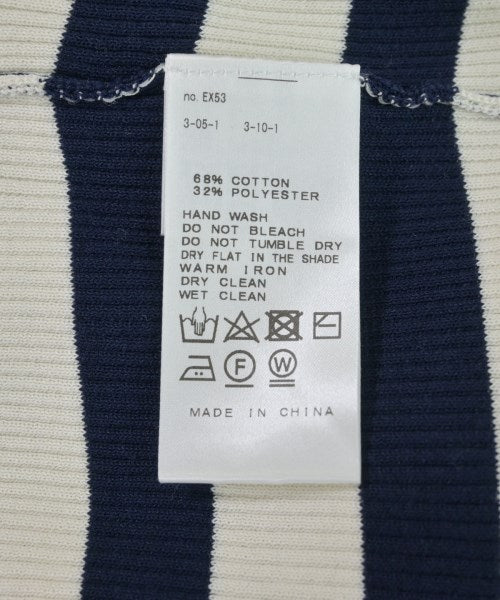 no. EX53
3-05-1 3-10-1
68% COTTON
32% POLYESTER
HAND WASH
DO NOT BLEACH
DO NOT TUMBLE DRY
DRY FLAT IN THE SHADE
WARM IRON
DRY CLEAN
WET CLEAN
F W
MADE IN CHINA